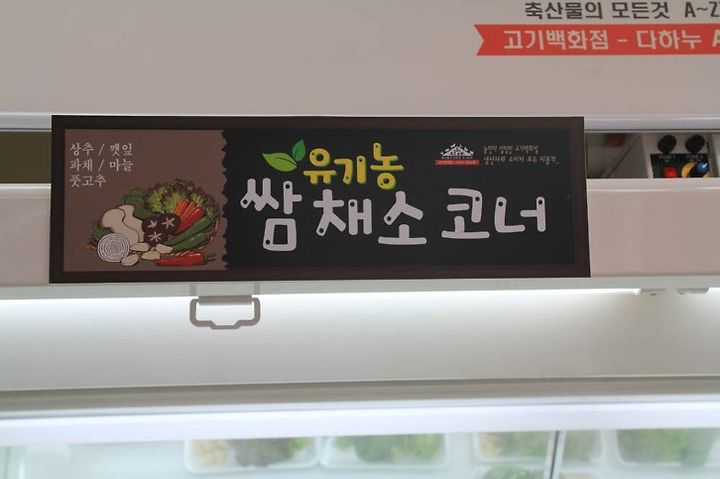 축산물의 모든것 A~Z
고기백화점 - 다하누 A
상추 / 깻잎
파채 / 마늘
풋고추
유기농
쌈채소 코너